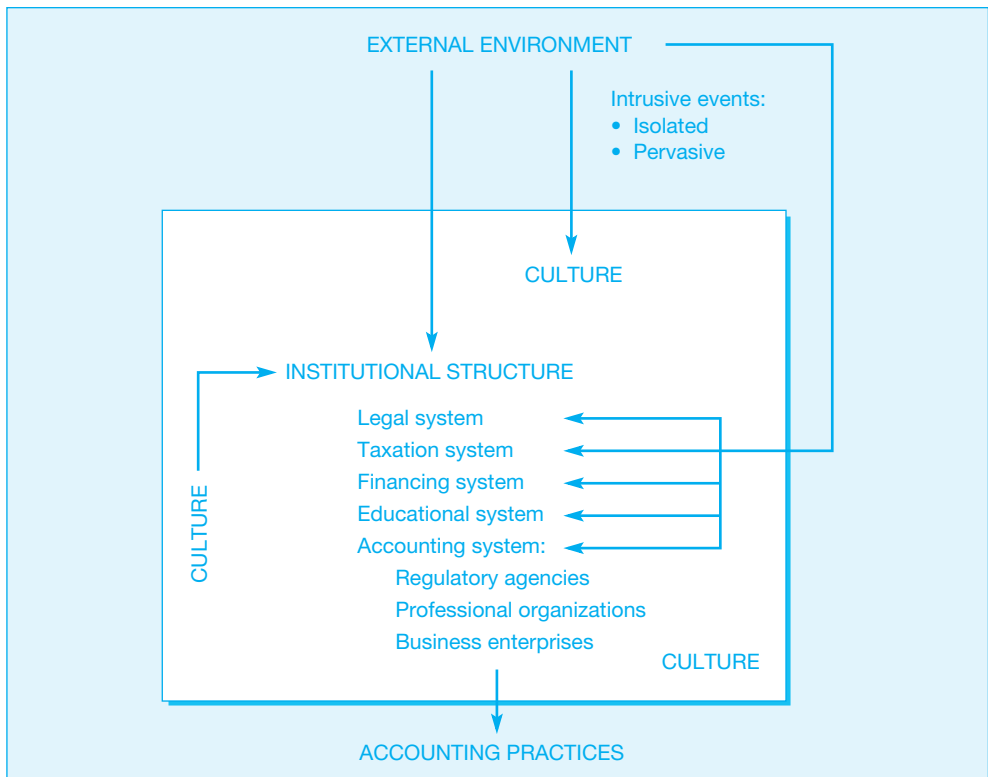 EXTERNAL ENVIRONMENT
Intrusive events:
• Isolated
• Pervasive
CULTURE
INSTITUTIONAL STRUCTURE
Legal system
Taxation system
Financing system
Educational system
Accounting system:
Regulatory agencies
Professional organizations
Business enterprises
CULTURE
CULTURE
ACCOUNTING PRACTICES